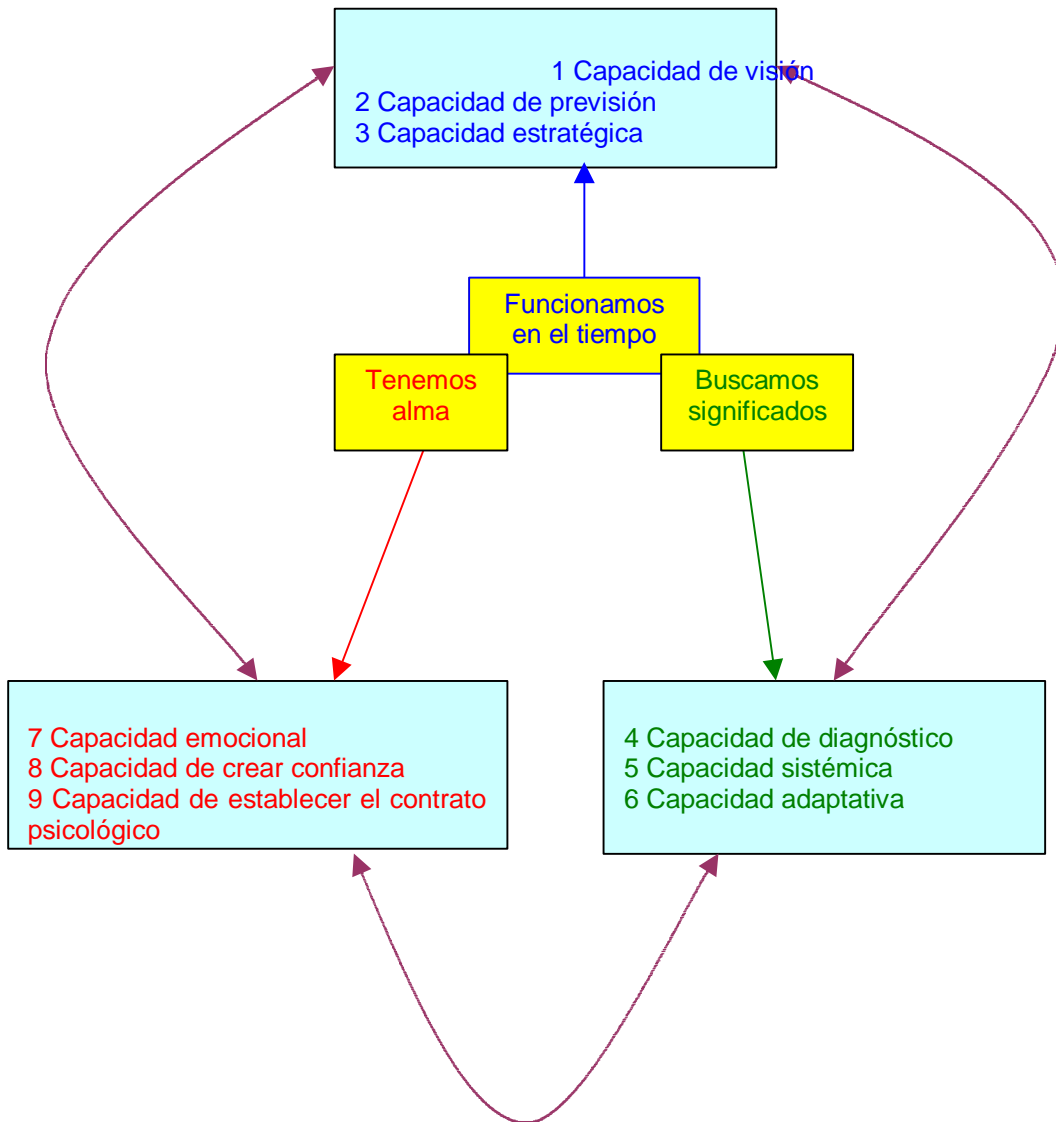 1 Capacidad de visión
2 Capacidad de previsión
3 Capacidad estratégica
Funcionamos
en el tiempo
Tenemos
alma
Buscamos
significados
7 Capacidad emocional
8 Capacidad de crear confianza
9 Capacidad de establecer el contrato
psicológico
4 Capacidad de diagnóstico
5 Capacidad sistémica
6 Capacidad adaptativa